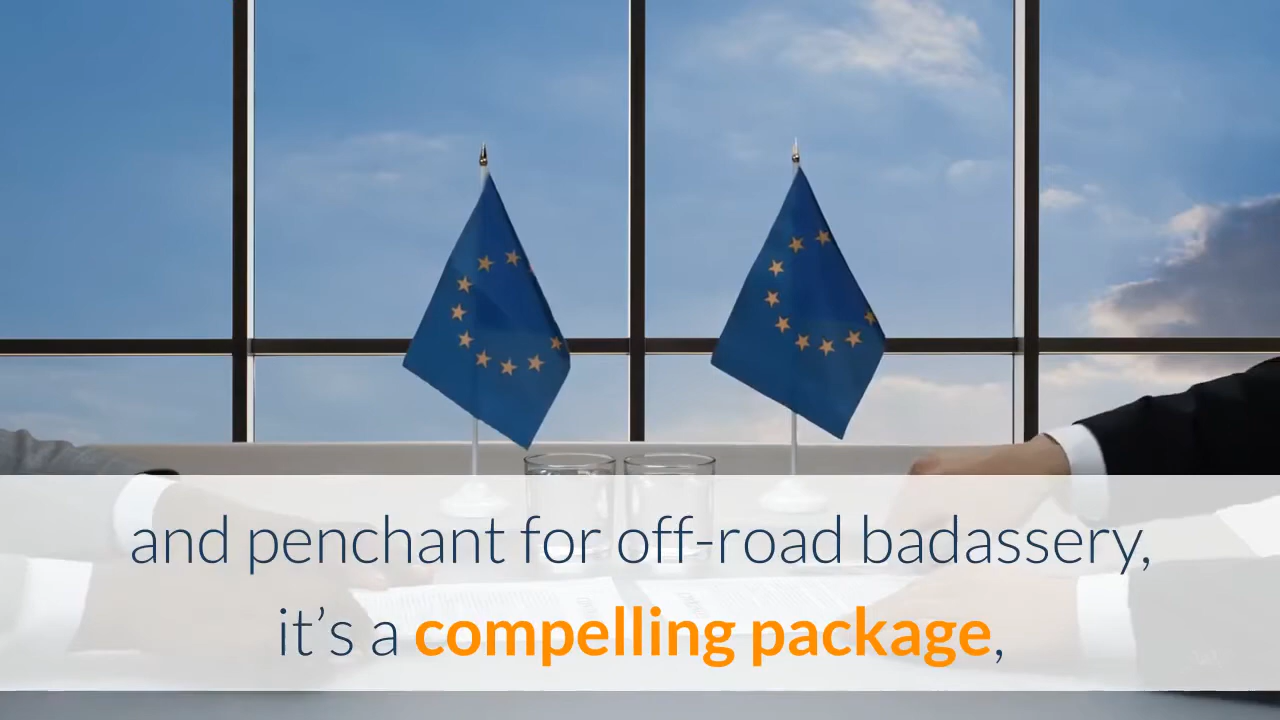 and penchant for off-road badassery,
it’s a compelling package,